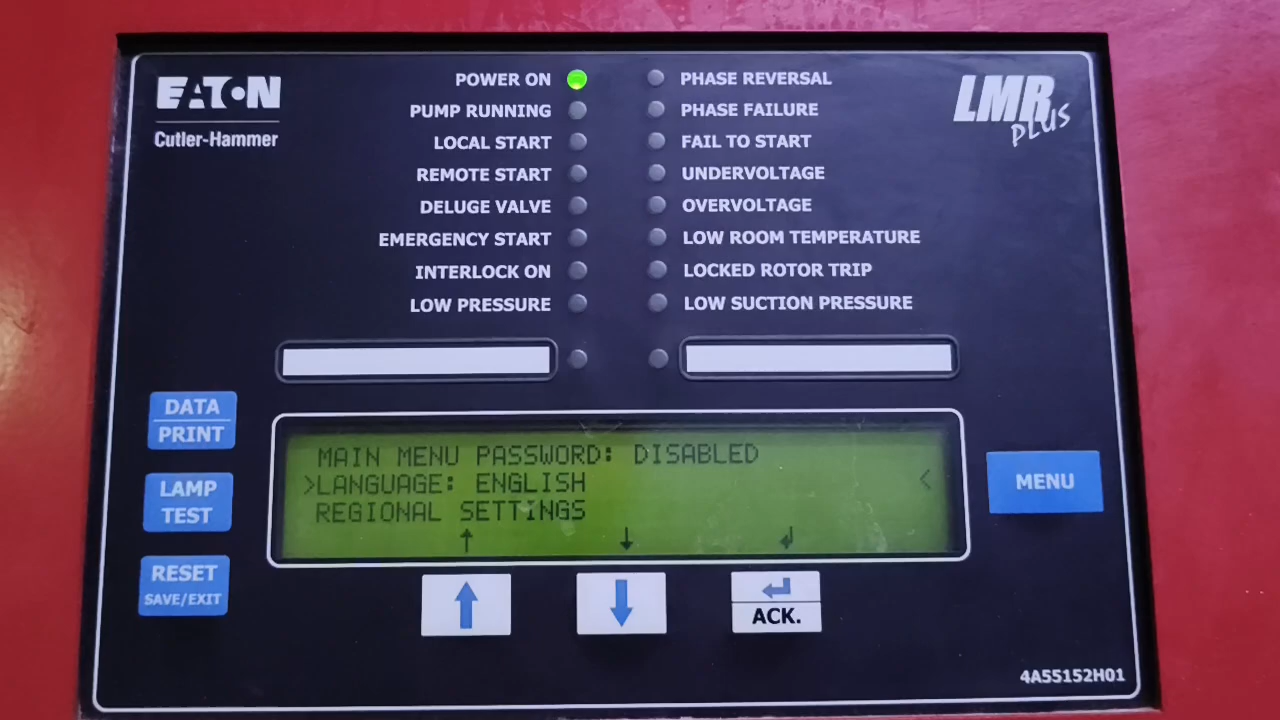 EATON
Cutler-Hammer
LMR
PLUS
POWER ON
PUMP RUNNING
LOCAL START
REMOTE START
DELUGE VALVE
EMERGENCY START
INTERLOCK ON
LOW PRESSURE
PHASE REVERSAL
PHASE FAILURE
FAIL TO START
UNDERVOLTAGE
OVERVOLTAGE
LOW ROOM TEMPERATURE
LOCKED ROTOR TRIP
LOW SUCTION PRESSURE
DATA
PRINT
LAMP
TEST
RESET
SAVE/EXIT
MAIN MENU PASSWORD: DISABLED
>LANGUAGE: ENGLISH <
REGIONAL SETTINGS
↑ ↓ ↲
MENU
↑ ↓ ↲
ACK.
4A55152H01